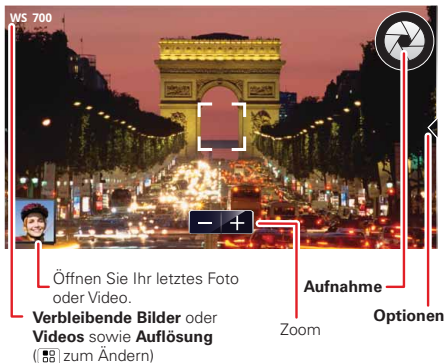 WS 700
Öffnen Sie Ihr letztes Foto
oder Video.
Verbleibende Bilder oder
Videos sowie Auflösung
( zum Ändern)
Zoom
Aufnahme
Optionen